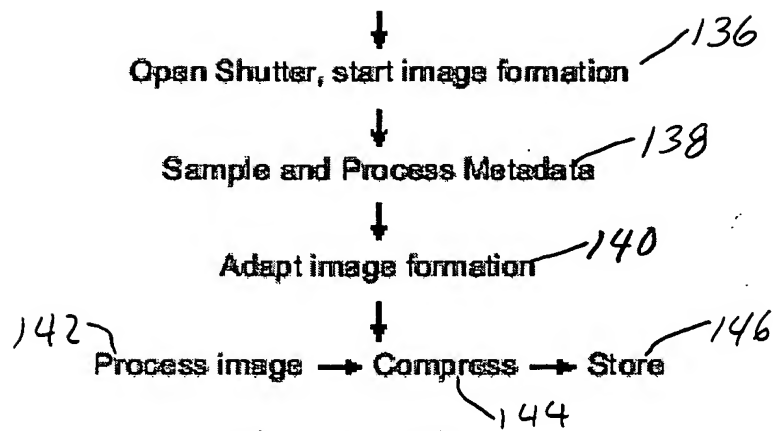 136
Open Shutter, start image formation
138
Sample and Process Metadata
140
Adapt image formation
142 146
Process image Compress Store
144